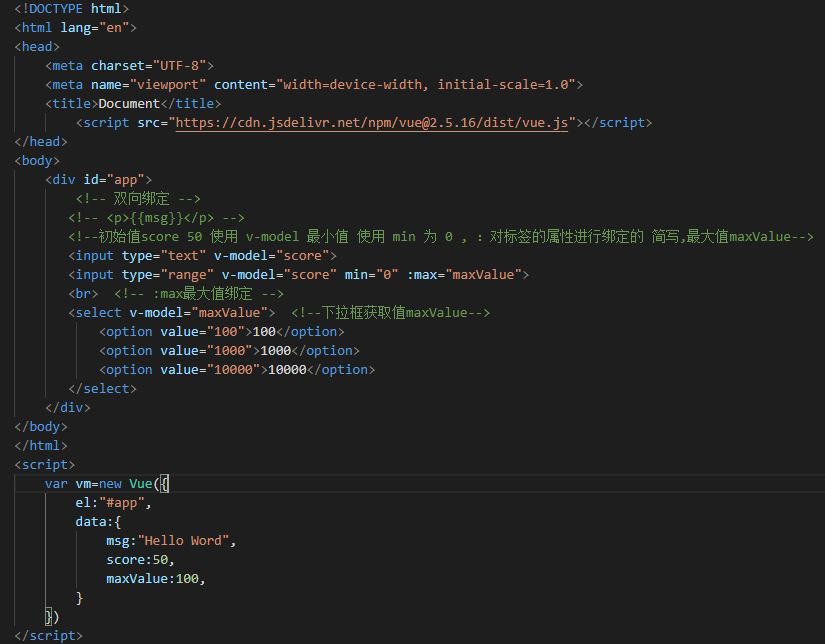 <!DOCTYPE html>
<html lang="en">
<head>
    <meta charset="UTF-8">
    <meta name="viewport" content="width=device-width, initial-scale=1.0">
    <title>Document</title>
        <script src="https://cdn.jsdelivr.net/npm/vue@2.5.16/dist/vue.js"></script>
</head>
<body>
    <div id="app">
        <!-- 双向绑定 -->
       <!-- <p>{{msg}}</p> -->
       <!--初始值score 50 使用 v-model 最小值 使用 min 为 0 , : 对标签的属性进行绑定的 简写,最大值maxValue-->
       <input type="text" v-model="score">
       <input type="range" v-model="score" min="0" :max="maxValue">
       <br>  <!-- :max最大值绑定 -->
       <select v-model="maxValue">  <!--下拉框获取值maxValue-->
           <option value="100">100</option>
           <option value="1000">1000</option>
           <option value="10000">10000</option>
       </select>
    </div>
</body>
</html>
<script>
    var vm=new Vue({
        el:"#app",
        data:{
            msg:"Hello Word",
            score:50,
            maxValue:100,
        }
    })
</script>